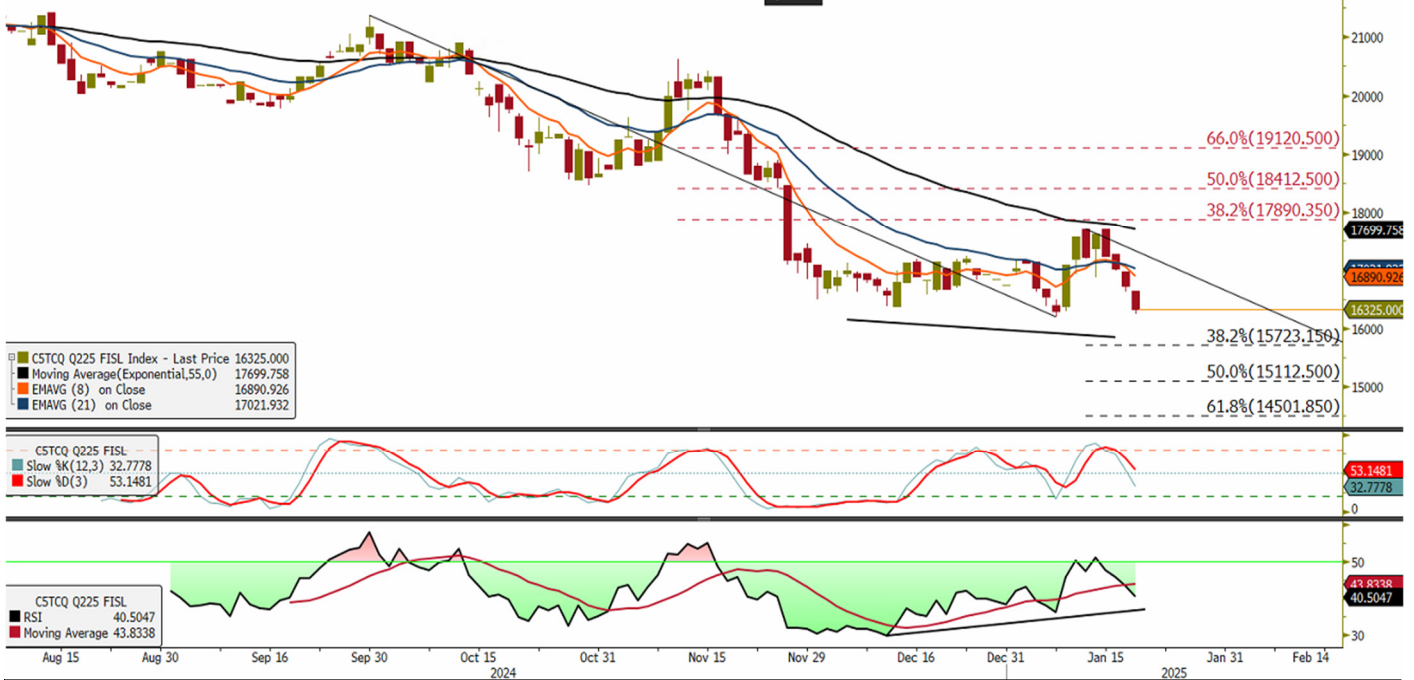 21000
20000
66.0%(19120.500)
19000
50.0%(18412.500)
38.2%(17890.350)
18000
17699.758
16890.926
16325.000
16000
38.2%(15723.150)
50.0%(15112.500)
15000
61.8%(14501.850)
C5TCQ Q225 FISL Index - Last Price 16325.000
Moving Average(Exponential,55,0) 17699.758
EMAVG (8) on Close 16890.926
EMAVG (21) on Close 17021.932
C5TCQ Q225 FISL
Slow %K(12,3) 32.7778
Slow %D(3) 53.1481
53.1481
32.7778
0
50
43.8338
40.5047
30
C5TCQ Q225 FISL
RSI 40.5047
Moving Average 43.8338
Aug 15 Aug 30 Sep 16 Sep 30 Oct 15 Oct 31 Nov 15 Nov 29 Dec 16 Dec 31 Jan 15 Jan 31 Feb 14
2024 2025